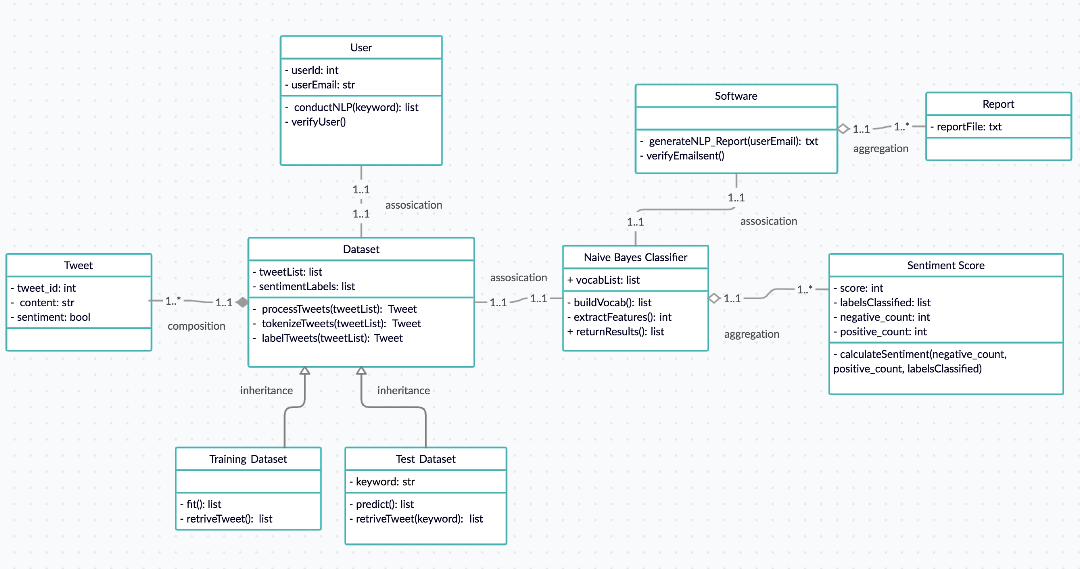 User
- userId: int
- userEmail: str
- conductNLP(keyword): list
- verifyUser()
1..1
1..1
assosication
Software
- generateNLP_Report(userEmail): txt
- verifyEmailsent()
1..1
1..*
aggregation
Report
- reportFile: txt
1..1
1..1
assosication
Tweet
- tweet_id: int
- content: str
- sentiment: bool
1..*
1..1
composition
Dataset
- tweetList: list
- sentimentLabels: list
- processTweets(tweetList): Tweet
- tokenizeTweets(tweetList): Tweet
- labelTweets(tweetList): Tweet
assosication
1..1
1..1
Naive Bayes Classifier
+ vocabList: list
- buildVocab(): list
- extractFeatures(): int
+ returnResults(): list
1..1
1..*
aggregation
Sentiment Score
- score: int
- labelsClassified: list
- negative_count: int
- positive_count: int
- calculateSentiment(negative_count,
positive_count, labelsClassified)
inheritance
inheritance
Training Dataset
- fit(): list
- retriveTweet(): list
Test Dataset
- keyword: str
- predict(): list
- retriveTweet(keyword): list